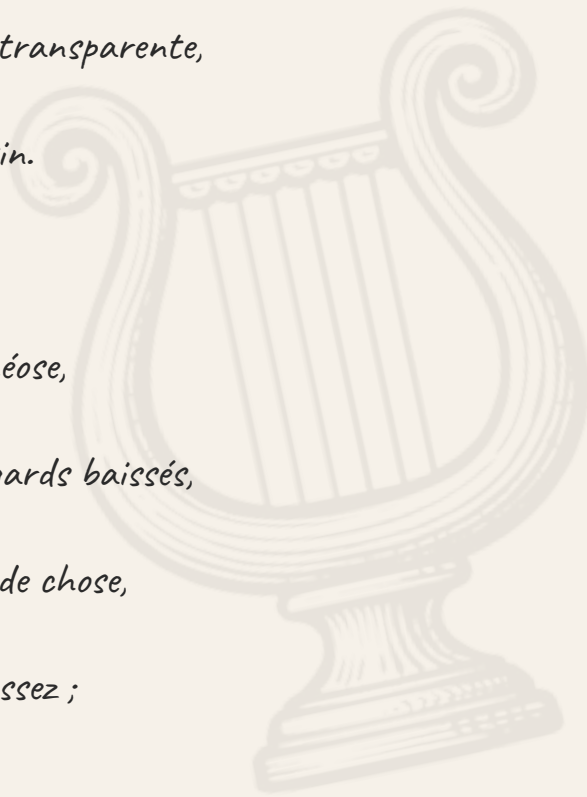 transparente,
in.
éose,
ards baissés,
de chose,
ssez ;